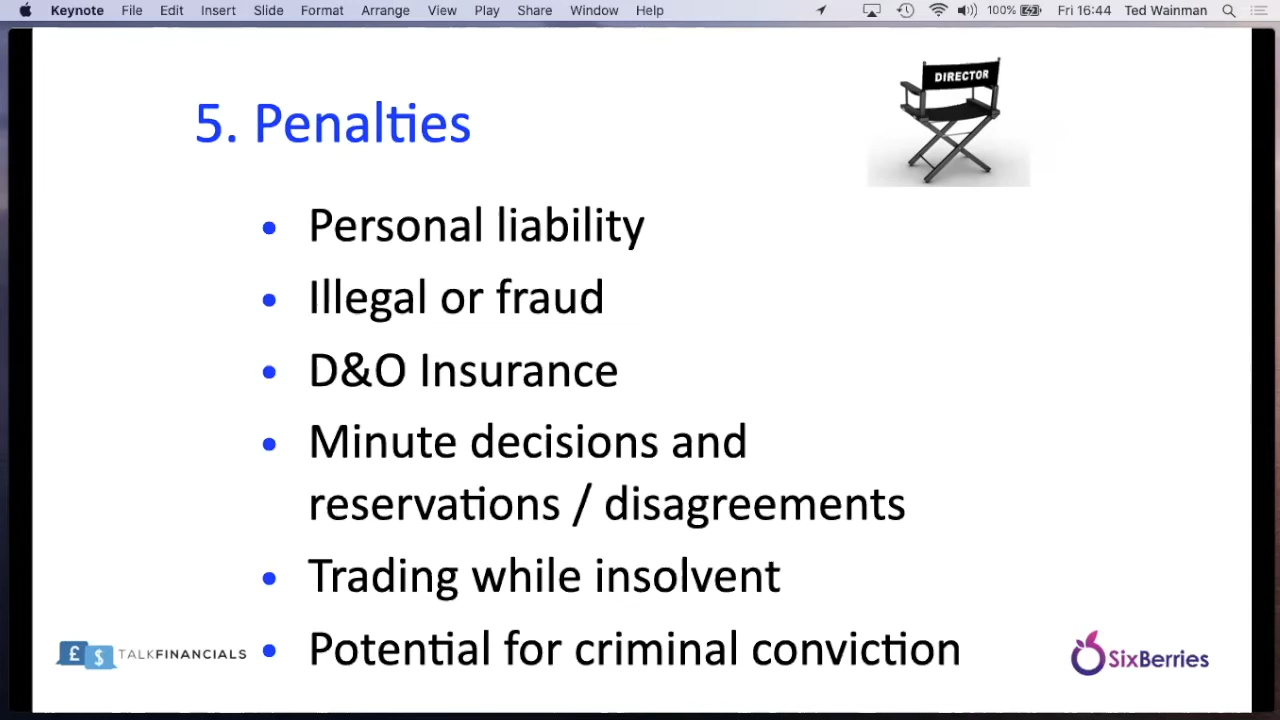 Keynote File Edit Insert Slide Format Arrange View Play Share Window Help 100% Fri 16:44 Ted Wainman
DIRECTOR
5. Penalties
• Personal liability
• Illegal or fraud
• D&O Insurance
• Minute decisions and
reservations / disagreements
• Trading while insolvent
• Potential for criminal conviction
£ $ TALKFINANCIALS
SixBerries